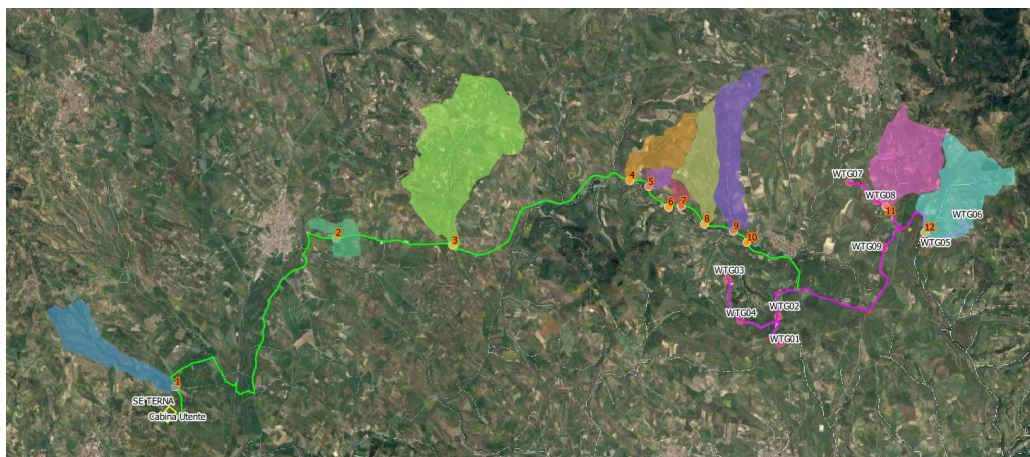 WTG07
4
5
WTG08
6
7
11
WTG06
8
12
2
9
WTG05
3
10
WTG09
WTG03
WTG02
WTG04
WTG01
1
SE TERNA
Cabina Utente